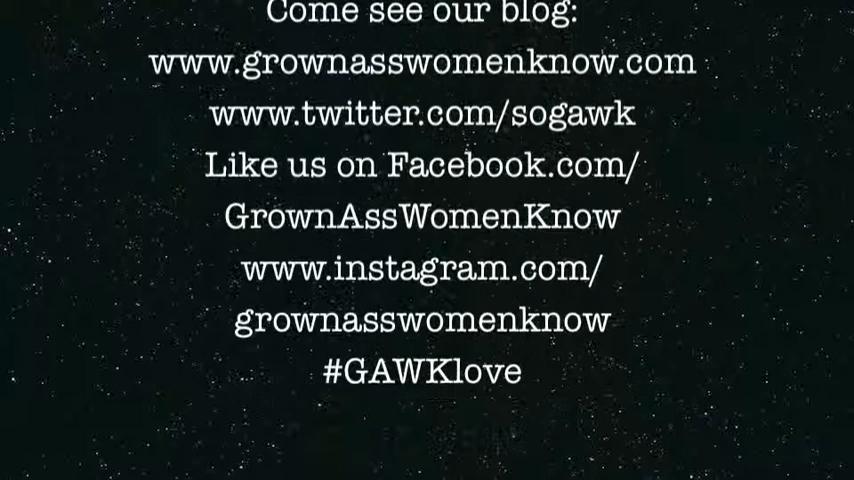 Come see our blog:
www.grownasswomenknow.com
www.twitter.com/sogawk
Like us on Facebook.com/
GrownAssWomenKnow
www.instagram.com/
grownasswomenknow
#GAWKlove